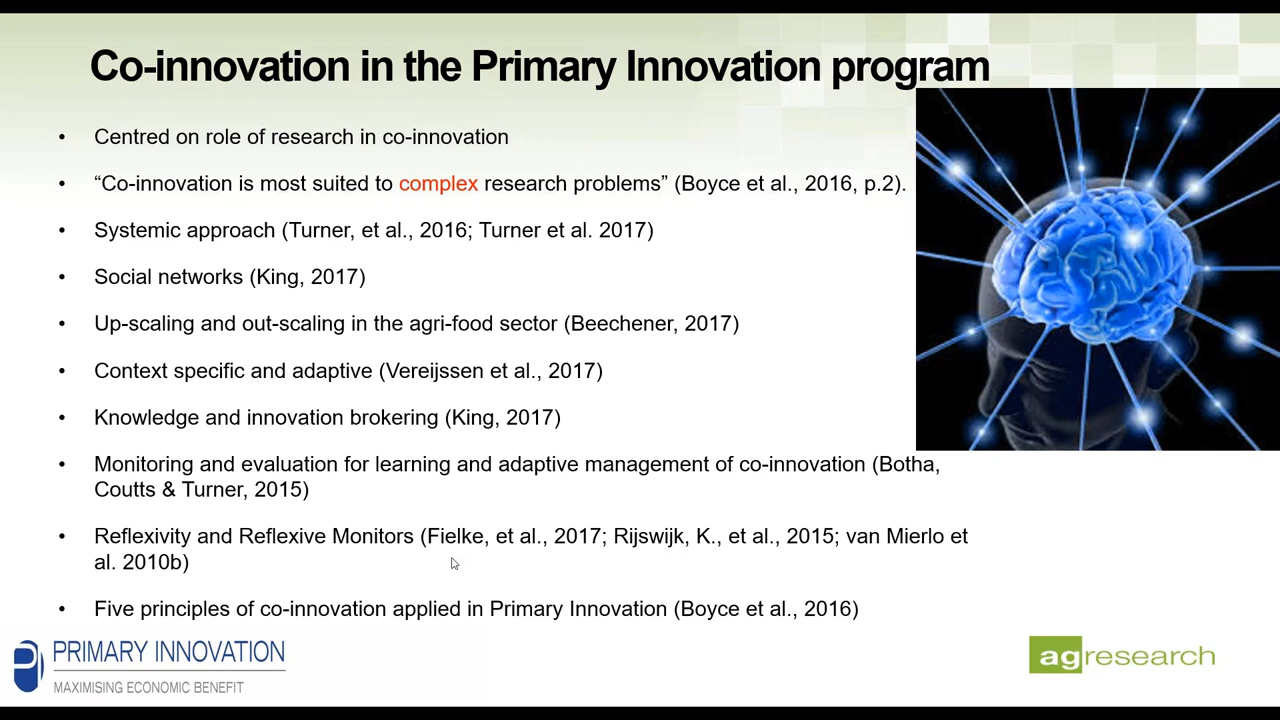 Co-innovation in the Primary Innovation program
• Centred on role of research in co-innovation
• “Co-innovation is most suited to complex research problems” (Boyce et al., 2016, p.2).
• Systemic approach (Turner, et al., 2016; Turner et al. 2017)
• Social networks (King, 2017)
• Up-scaling and out-scaling in the agri-food sector (Beechener, 2017)
• Context specific and adaptive (Vereijssen et al., 2017)
• Knowledge and innovation brokering (King, 2017)
• Monitoring and evaluation for learning and adaptive management of co-innovation (Botha,
Coutts & Turner, 2015)
• Reflexivity and Reflexive Monitors (Fielke, et al., 2017; Rijswijk, K., et al., 2015; van Mierlo et
al. 2010b)
• Five principles of co-innovation applied in Primary Innovation (Boyce et al., 2016)
PRIMARY INNOVATION
MAXIMISING ECONOMIC BENEFIT
agresearch